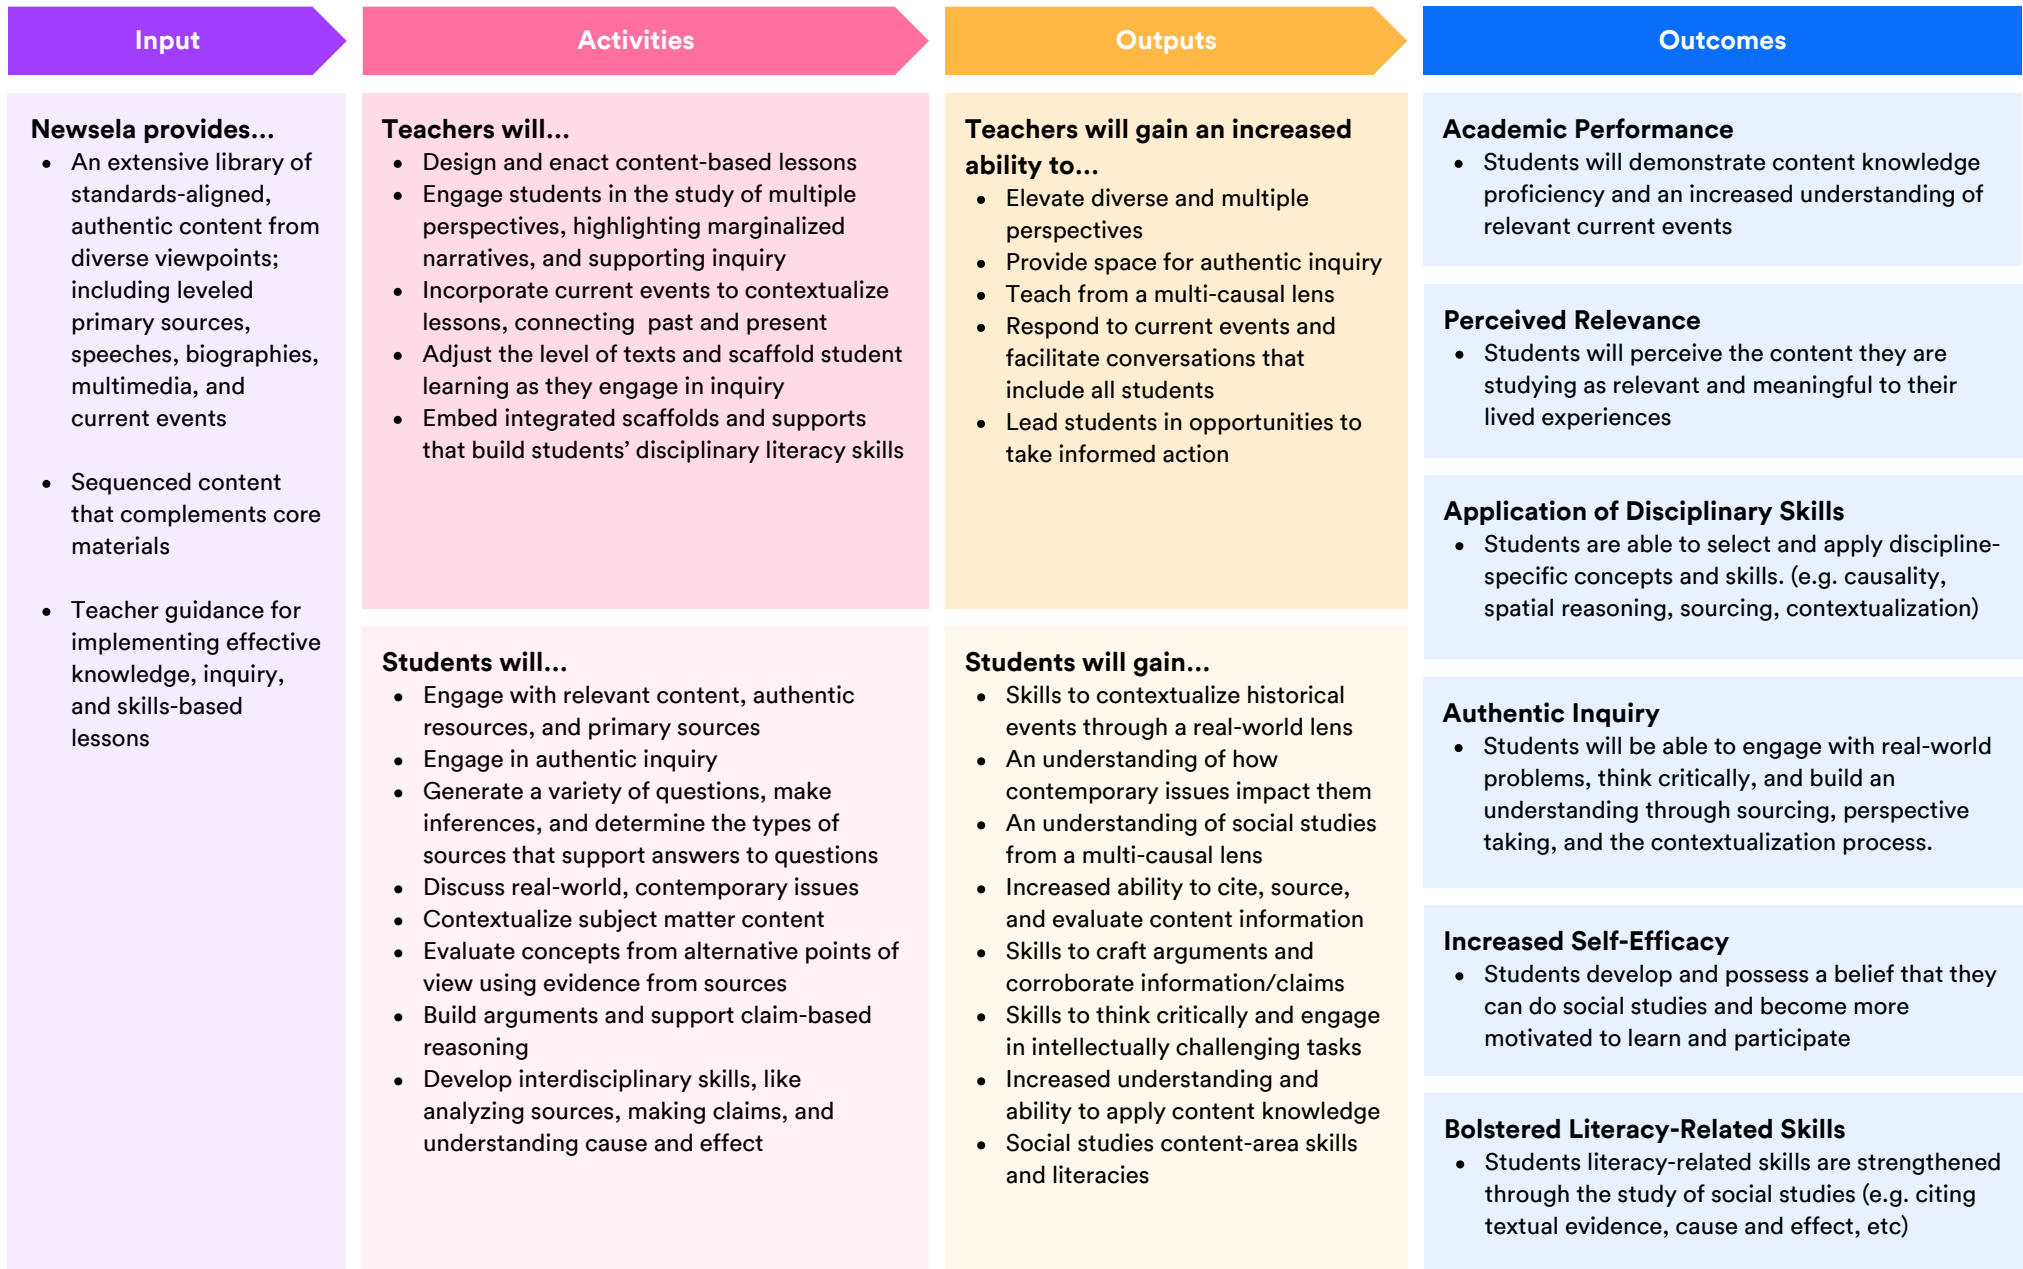 Input
Activities
Outputs
Outcomes
Newsela provides...
• An extensive library of
standards-aligned,
authentic content from
diverse viewpoints;
including leveled
primary sources,
speeches, biographies,
multimedia, and
current events
• Sequenced content
that complements core
materials
• Teacher guidance for
implementing effective
knowledge, inquiry,
and skills-based
lessons
Teachers will...
• Design and enact content-based lessons
• Engage students in the study of multiple
perspectives, highlighting marginalized
narratives, and supporting inquiry
• Incorporate current events to contextualize
lessons, connecting past and present
• Adjust the level of texts and scaffold student
learning as they engage in inquiry
• Embed integrated scaffolds and supports
that build students’ disciplinary literacy skills
Students will...
• Engage with relevant content, authentic
resources, and primary sources
• Engage in authentic inquiry
• Generate a variety of questions, make
inferences, and determine the types of
sources that support answers to questions
• Discuss real-world, contemporary issues
• Contextualize subject matter content
• Evaluate concepts from alternative points of
view using evidence from sources
• Build arguments and support claim-based
reasoning
• Develop interdisciplinary skills, like
analyzing sources, making claims, and
understanding cause and effect
Teachers will gain an increased
ability to...
• Elevate diverse and multiple
perspectives
• Provide space for authentic inquiry
• Teach from a multi-causal lens
• Respond to current events and
facilitate conversations that
include all students
• Lead students in opportunities to
take informed action
Students will gain...
• Skills to contextualize historical
events through a real-world lens
• An understanding of how
contemporary issues impact them
• An understanding of social studies
from a multi-causal lens
• Increased ability to cite, source,
and evaluate content information
• Skills to craft arguments and
corroborate information/claims
• Skills to think critically and engage
in intellectually challenging tasks
• Increased understanding and
ability to apply content knowledge
• Social studies content-area skills
and literacies
Academic Performance
• Students will demonstrate content knowledge
proficiency and an increased understanding of
relevant current events
Perceived Relevance
• Students will perceive the content they are
studying as relevant and meaningful to their
lived experiences
Application of Disciplinary Skills
• Students are able to select and apply discipline-
specific concepts and skills. (e.g. causality,
spatial reasoning, sourcing, contextualization)
Authentic Inquiry
• Students will be able to engage with real-world
problems, think critically, and build an
understanding through sourcing, perspective
taking, and the contextualization process.
Increased Self-Efficacy
• Students develop and possess a belief that they
can do social studies and become more
motivated to learn and participate
Bolstered Literacy-Related Skills
• Students literacy-related skills are strengthened
through the study of social studies (e.g. citing
textual evidence, cause and effect, etc)